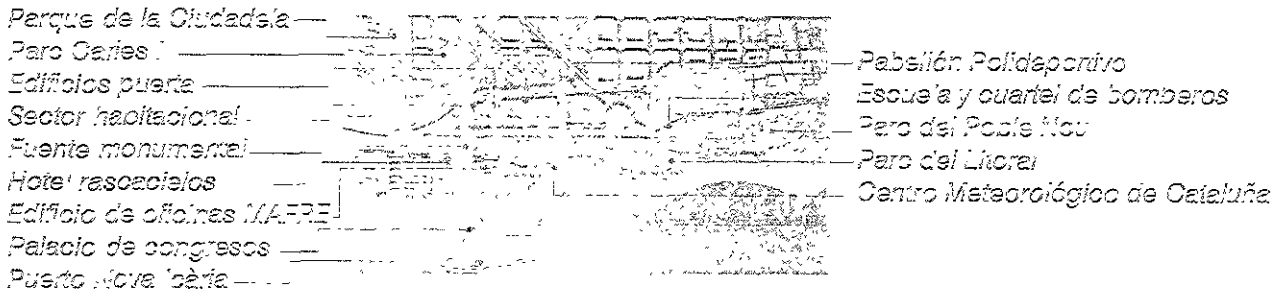 Parque de la Ciudadela
Parc Carles I
Edificios puerta
Sector habitacional
Fuente monumental
Hotel rascacielos
Edificio de oficinas MAFRE
Palacio de congresos
Puerto Nova Icària
Pabellón Polideportivo
Escuela y cuartel de bomberos
Parc del Poble Nou
Parc del Litoral
Centro Meteorológico de Cataluña